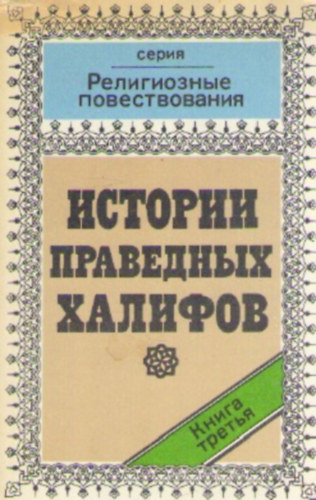 серия
Религиозные
повествования
ИСТОРИИ
ПРАВЕДНЫХ
ХАЛИФОВ
Книга
третья